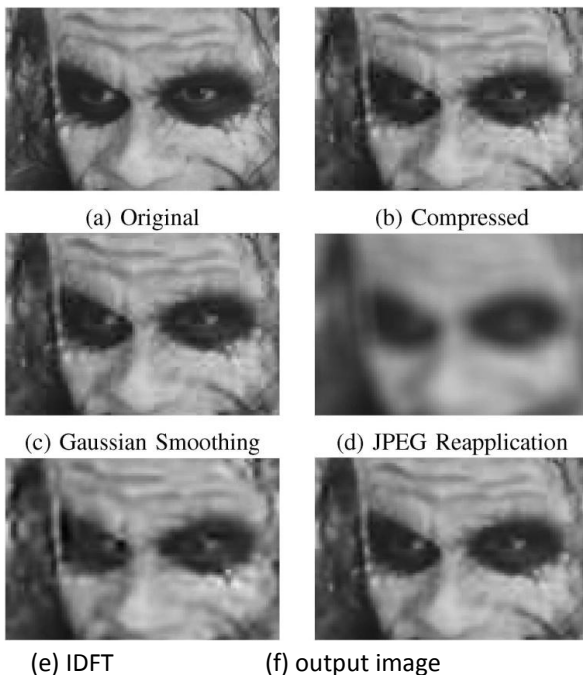 (a) Original
(b) Compressed
(c) Gaussian Smoothing
(d) JPEG Reapplication
(e) IDFT
(f) output image